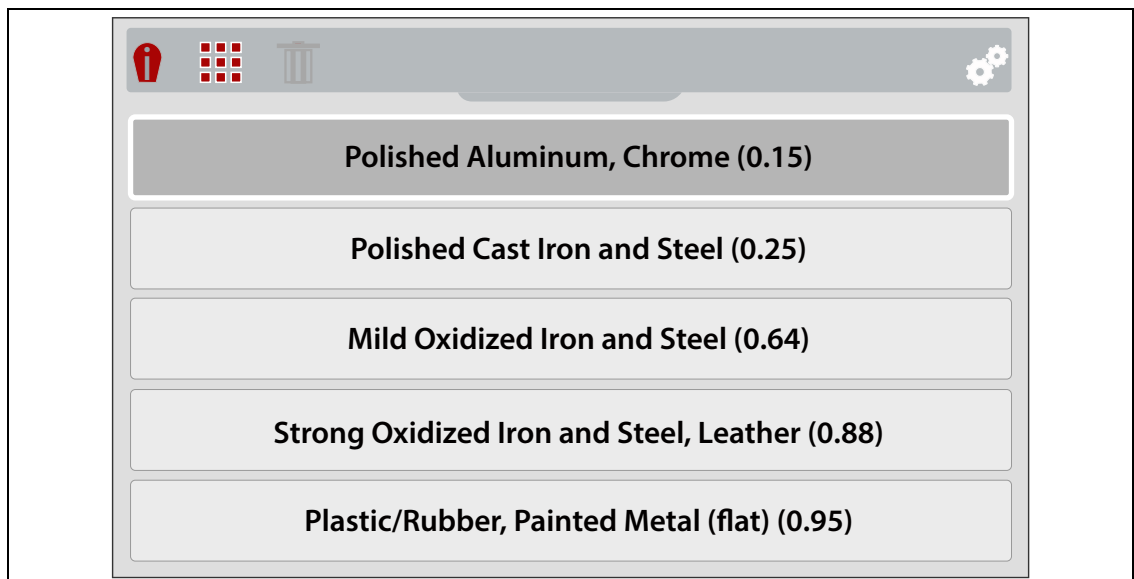 Polished Aluminum, Chrome (0.15)
Polished Cast Iron and Steel (0.25)
Mild Oxidized Iron and Steel (0.64)
Strong Oxidized Iron and Steel, Leather (0.88)
Plastic/Rubber, Painted Metal (flat) (0.95)